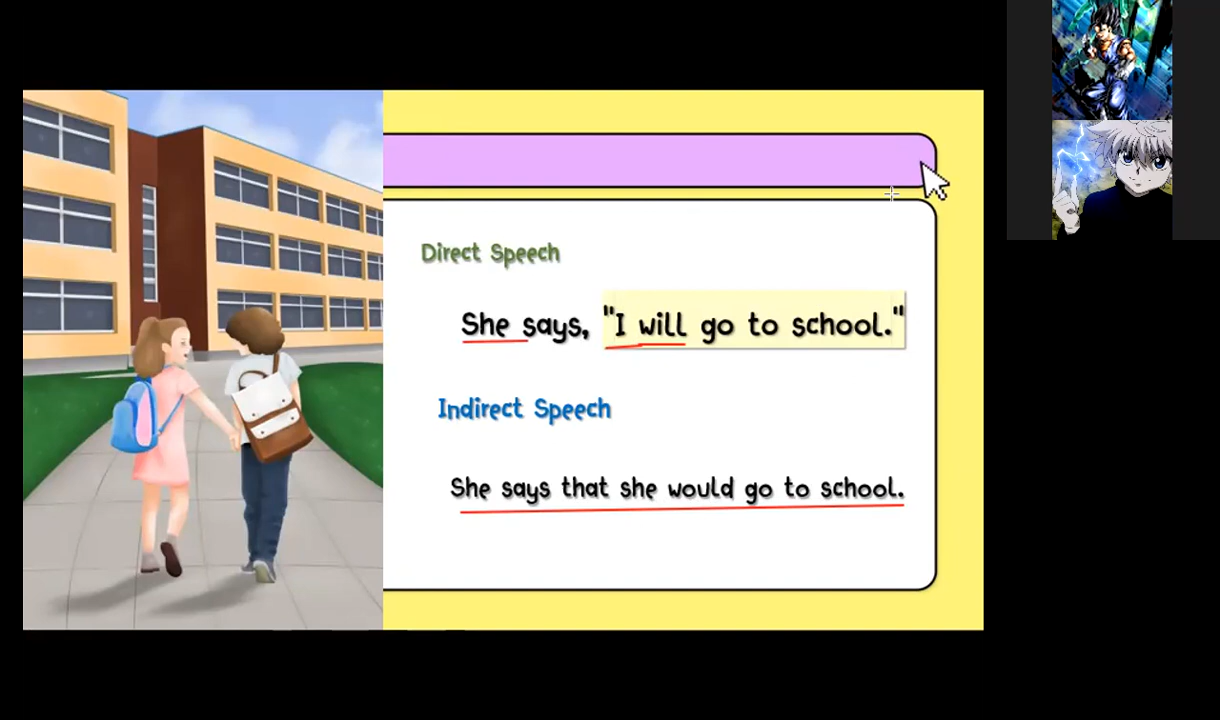 Direct Speech
She says, "I will go to school."
Indirect Speech
She says that she would go to school.